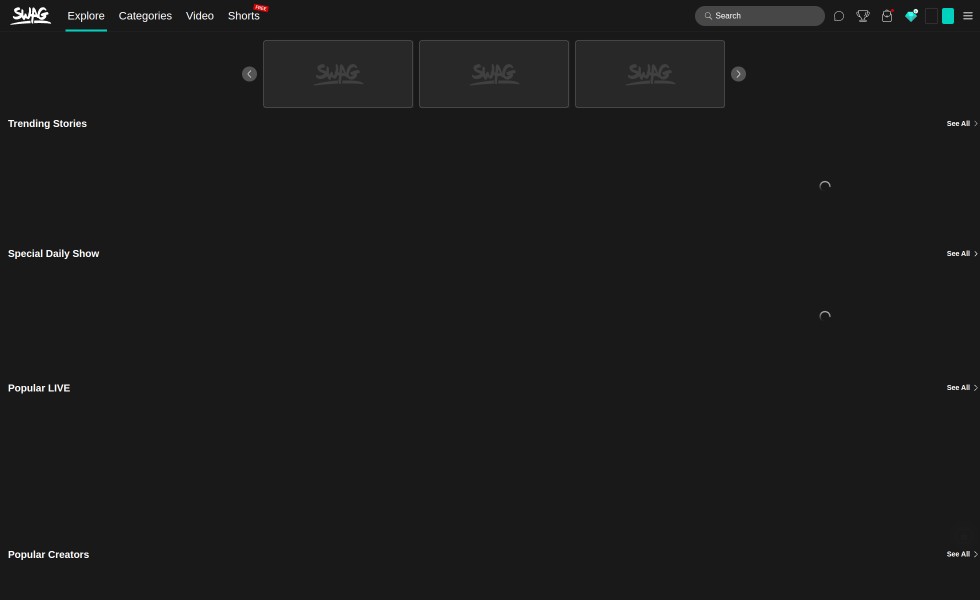 SWAG
Explore
Categories
Video
Shorts
FREE
Search
SWAG
SWAG
SWAG
Trending Stories
See All
Special Daily Show
See All
Popular LIVE
See All
Popular Creators
See All